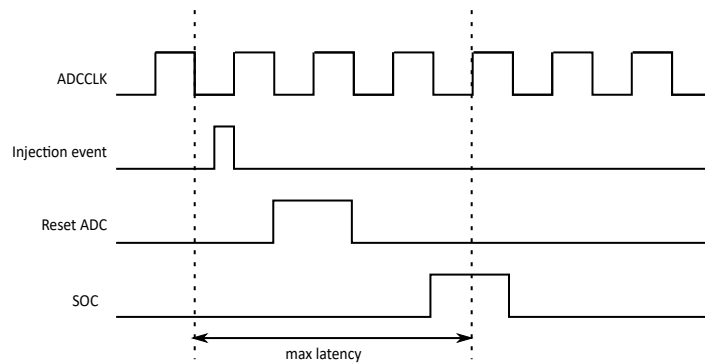 ADCCLK
Injection event
Reset ADC
SOC
max latency